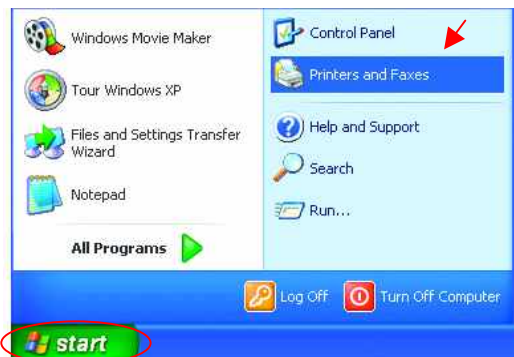 Windows Movie Maker
Tour Windows XP
Files and Settings Transfer
Wizard
Notepad
All Programs
Control Panel
Printers and Faxes
Help and Support
Search
Run...
Log Off
Turn Off Computer
start